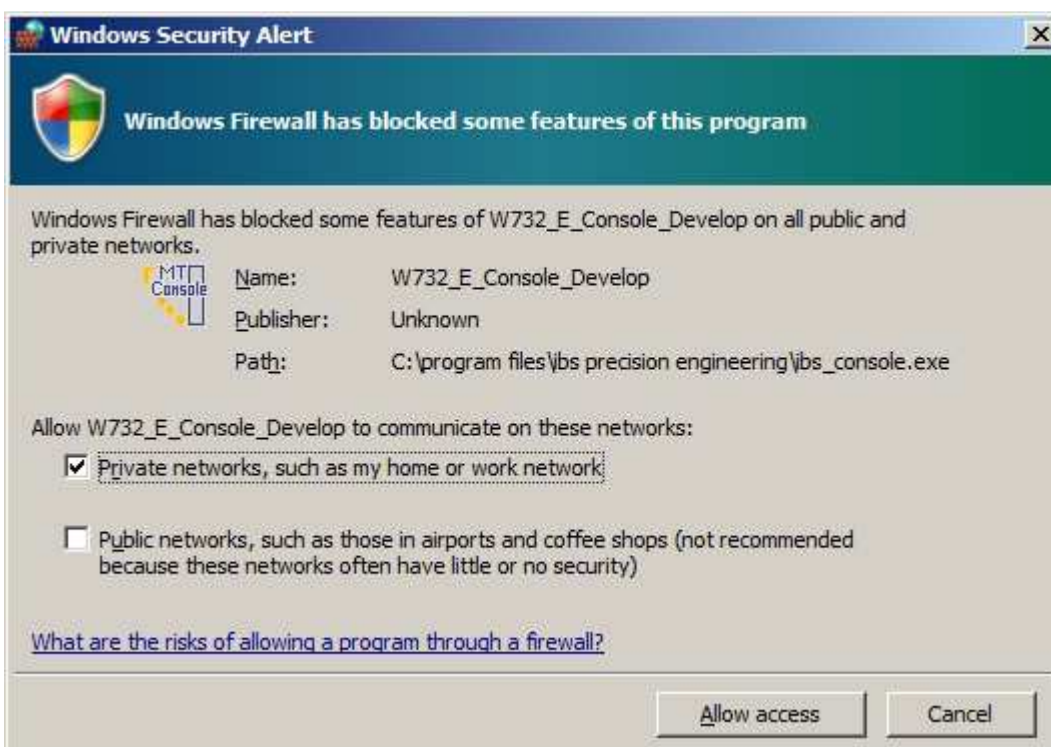 Windows Security Alert
Windows Firewall has blocked some features of this program
Windows Firewall has blocked some features of W732_E_Console_Develop on all public and
private networks.
MT
Console
Name: W732_E_Console_Develop
Publisher: Unknown
Path: C:\program files\ibs precision engineering\ibs_console.exe
Allow W732_E_Console_Develop to communicate on these networks:
Private networks, such as my home or work network
Public networks, such as those in airports and coffee shops (not recommended
because these networks often have little or no security)
What are the risks of allowing a program through a firewall?
Allow access Cancel